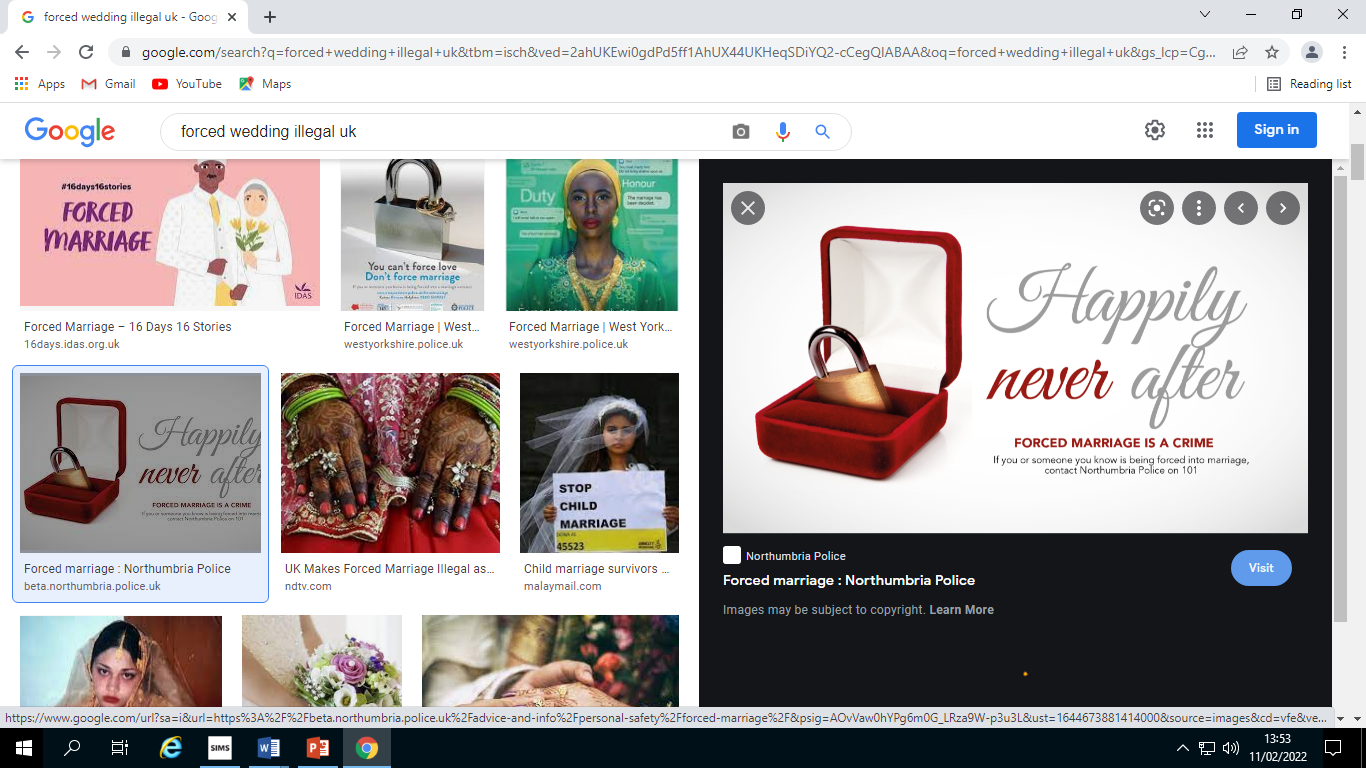 forced wedding illegal uk - Goog
google.com/search?q=forced+wedding+illegal+uk&tbm=isch&ved=2ahUKEwi0gdPd5ff1AhUX44UKHeqSDiYQ2-cCegQIABAA&oq=forced+wedding+illegal+uk&gs_lcp=Cg...
Apps Gmail YouTube Maps Reading list
Google
forced wedding illegal uk
Sign in
#16days16stories
FORCED
MARRIAGE
IDAS
You can't force love
Don't force marriage
Duty
Honour
Forced Marriage – 16 Days 16 Stories
16days.idas.org.uk
Forced Marriage | West...
westyorkshire.police.uk
Forced Marriage | West York...
westyorkshire.police.uk
Happily
never after
FORCED MARRIAGE IS A CRIME
If you or someone you know is being forced into marriage,
contact Northumbria Police on 101
Happily
never after
FORCED MARRIAGE IS A CRIME
contact Northumbria Police on 101
STOP
CHILD
MARRIAGE
45523
Forced marriage : Northumbria Police
beta.northumbria.police.uk
UK Makes Forced Marriage Illegal as...
ndtv.com
Child marriage survivors ...
malaymail.com
Northumbria Police
Forced marriage : Northumbria Police
Visit
Images may be subject to copyright. Learn More
https://www.google.com/url?sa=i&url=https%3A%2F%2Fbeta.northumbria.police.uk%2Fadvice-and-info%2Fpersonal-safety%2Fforced-marriage%2F&psig=AOvVaw0hYPg6m0G_LRza9W-p3u3L&ust=1644673881414000&source=images&cd=vfe&ve...
SIMS
13:53
11/02/2022